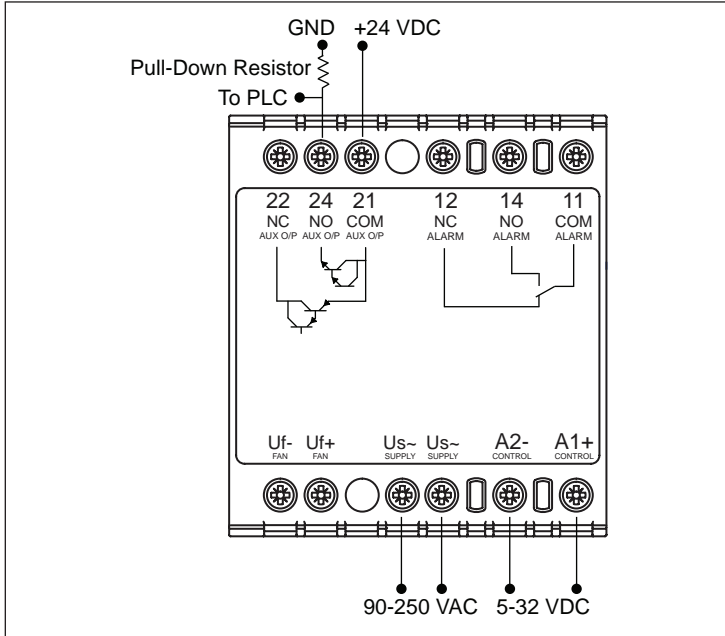 GND +24 VDC
Pull-Down Resistor
To PLC
22 24 21 12 14 11
NC NO COM NC NO COM
AUX O/P AUX O/P AUX O/P ALARM ALARM ALARM
Uf- Uf+ Us~ Us~ A2- A1+
FAN FAN SUPPLY SUPPLY CONTROL CONTROL
90-250 VAC 5-32 VDC